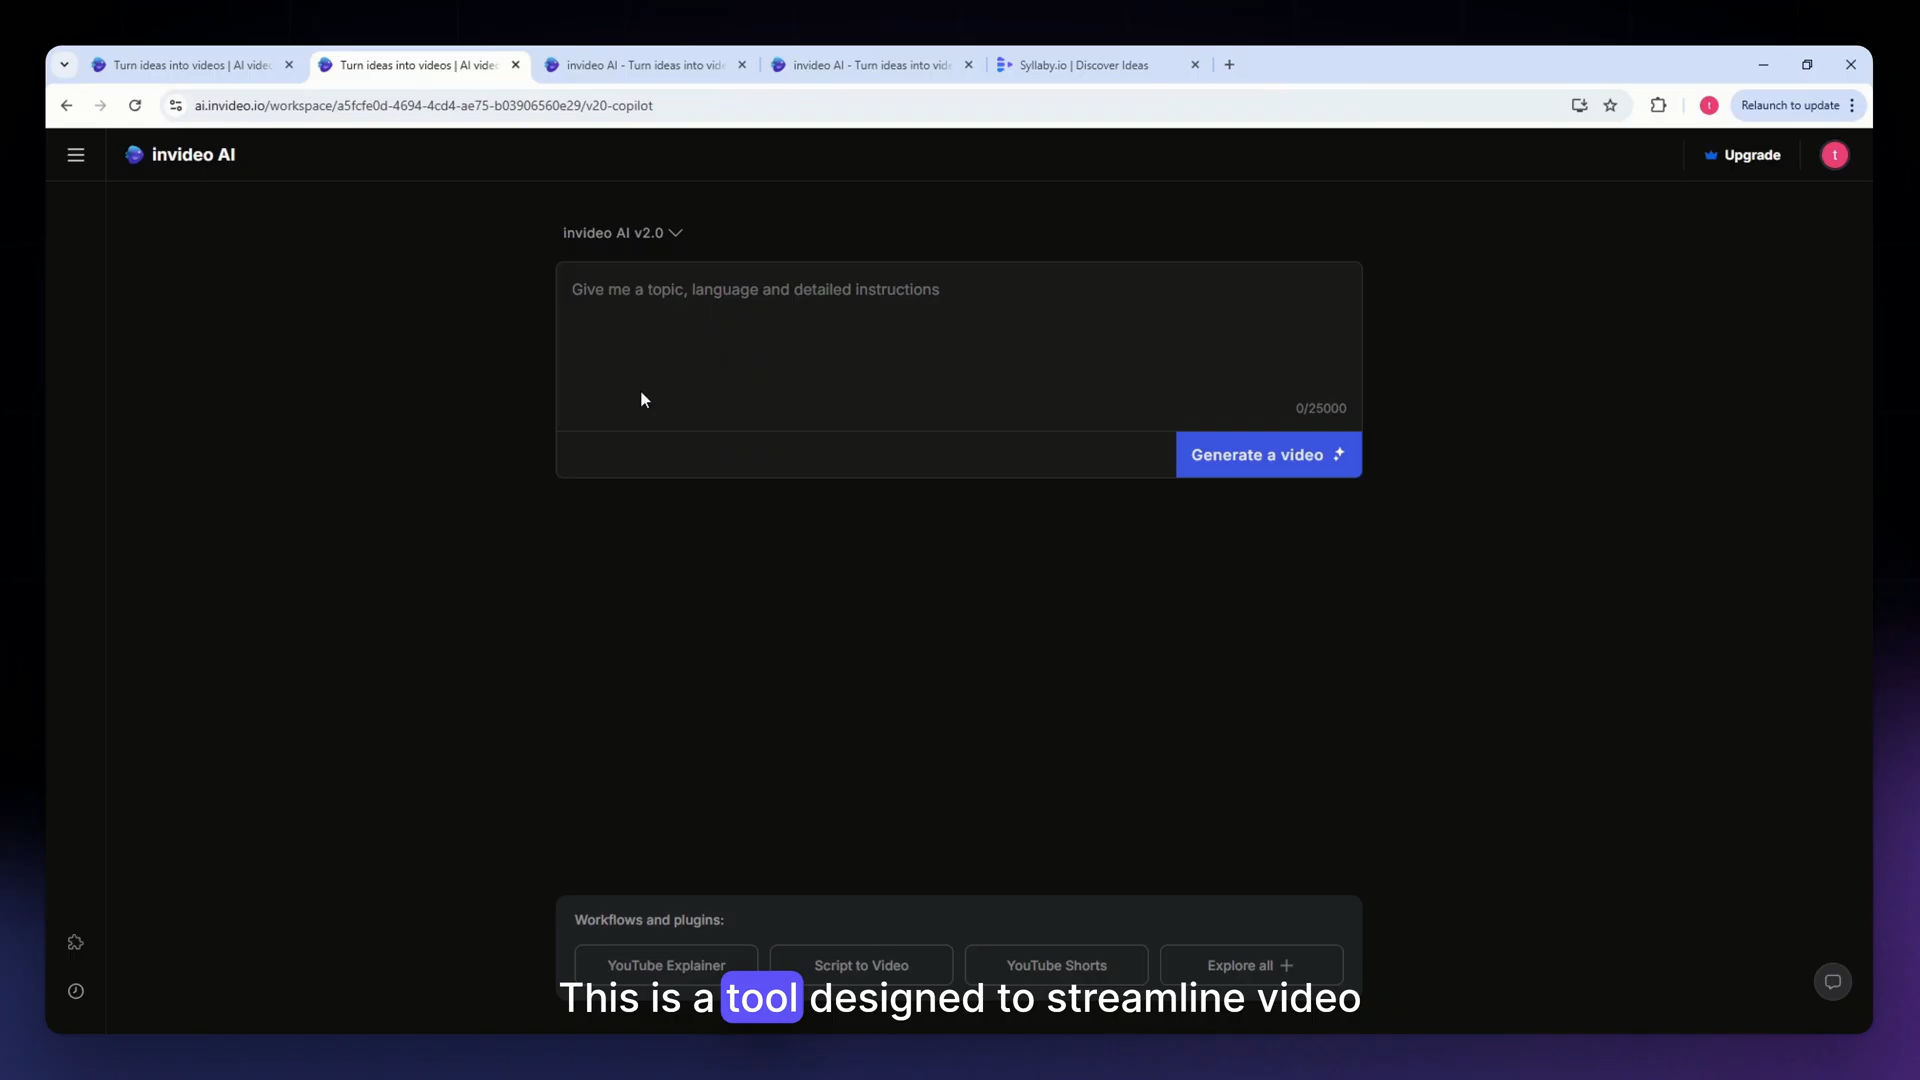 Turn ideas into videos | AI vide
Turn ideas into videos | AI vide
invideo AI - Turn ideas into vid
invideo AI - Turn ideas into vid
Syllaby.io | Discover Ideas
ai.invideo.io/workspace/a5fcfe0d-4694-4cd4-ae75-b03906560e29/v20-copilot
t
Relaunch to update
invideo AI
Upgrade
t
invideo AI v2.0
Give me a topic, language and detailed instructions
0/25000
Generate a video
Workflows and plugins:
YouTube Explainer
Script to Video
YouTube Shorts
Explore all
This is a tool designed to streamline video